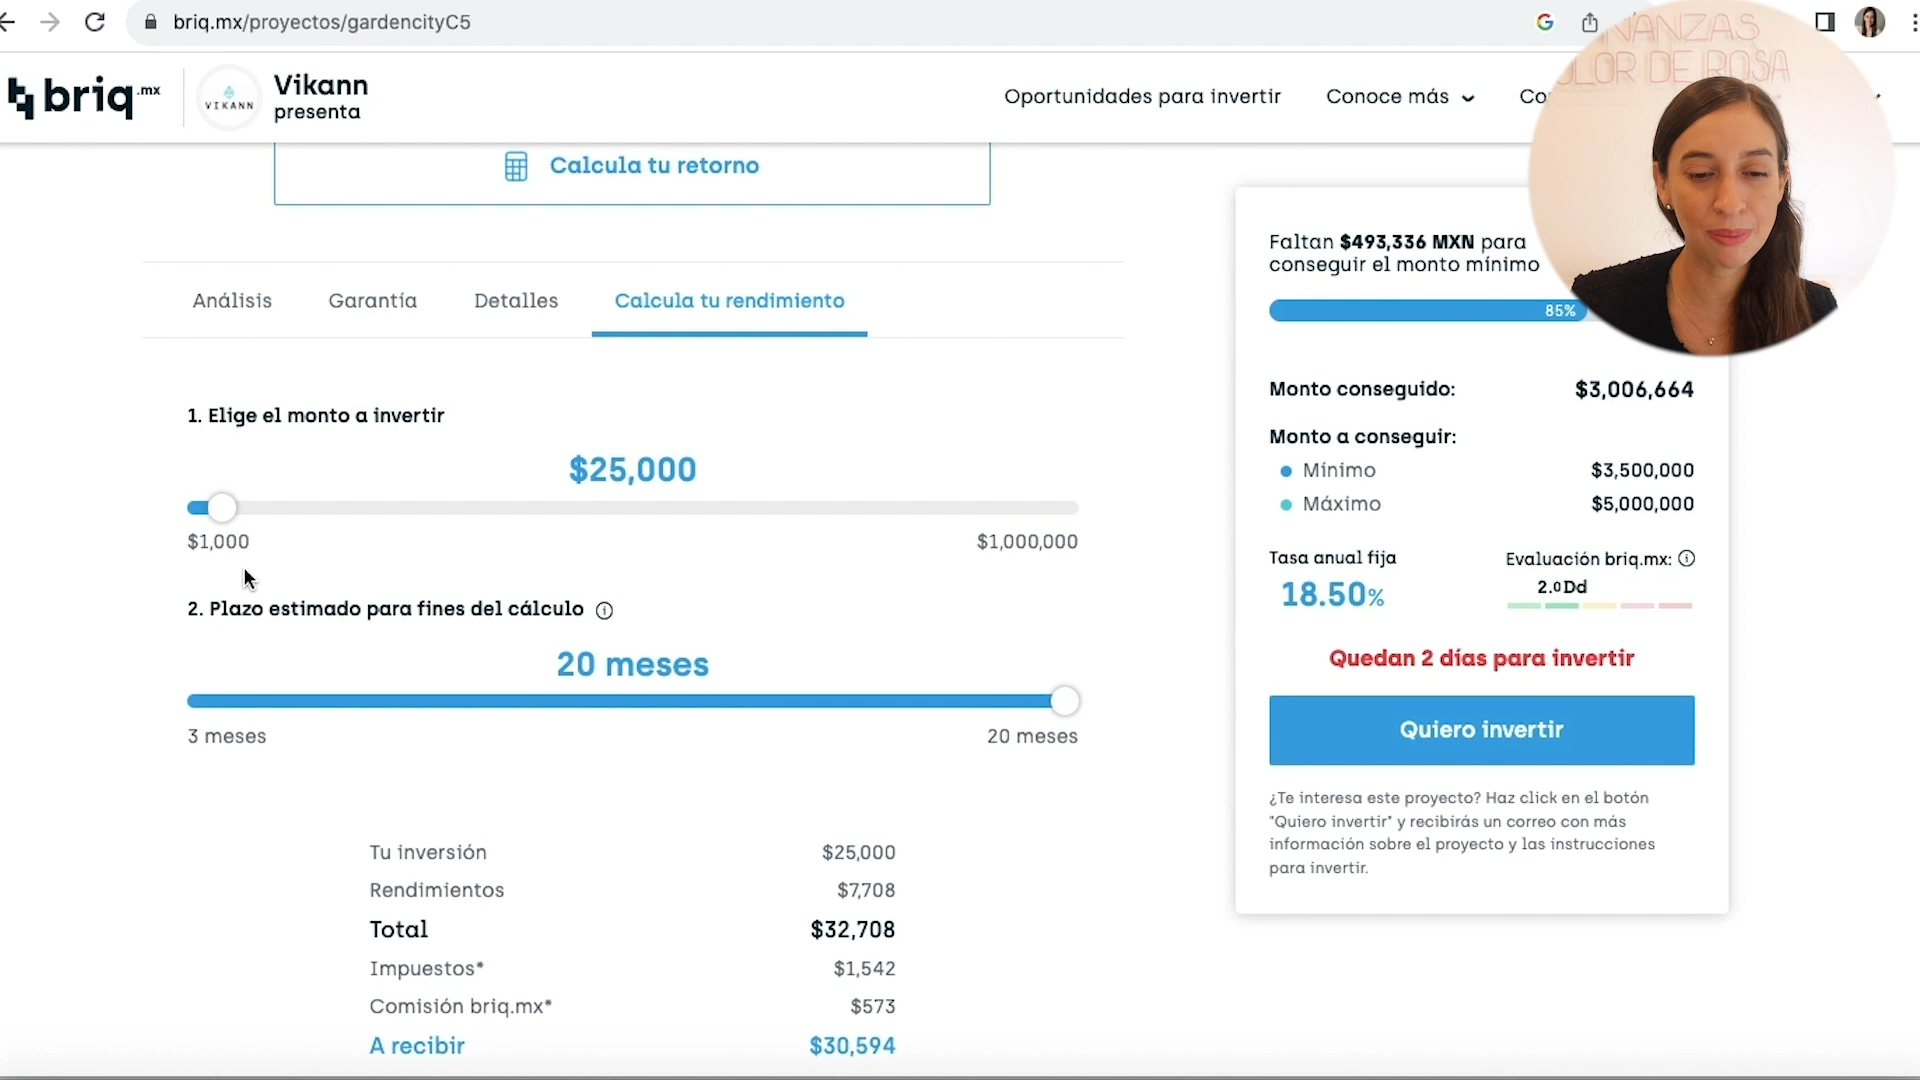 briq.mx/proyectos/gardencityC5
briq.mx
VIKANN
Vikann
presenta
Oportunidades para invertir
Conoce más
FINANZAS
COLOR DE ROSA
Calcula tu retorno
Análisis
Garantía
Detalles
Calcula tu rendimiento
1. Elige el monto a invertir
$25,000
$1,000
$1,000,000
2. Plazo estimado para fines del cálculo
20 meses
3 meses
20 meses
Tu inversión $25,000
Rendimientos $7,708
Total $32,708
Impuestos* $1,542
Comisión briq.mx* $573
A recibir $30,594
Faltan $493,336 MXN para
conseguir el monto mínimo
85%
Monto conseguido: $3,006,664
Monto a conseguir:
Mínimo $3,500,000
Máximo $5,000,000
Tasa anual fija
18.50%
Evaluación briq.mx:
2.0Dd
Quedan 2 días para invertir
Quiero invertir
¿Te interesa este proyecto? Haz click en el botón
"Quiero invertir" y recibirás un correo con más
información sobre el proyecto y las instrucciones
para invertir.